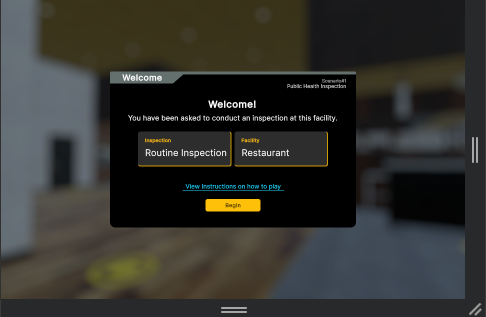 Welcome
Scenario#1
Public Health Inspection
Welcome!
You have been asked to conduct an inspection at this facility.
Inspection
Routine Inspection
Facility
Restaurant
View Instructions on how to play
Begin